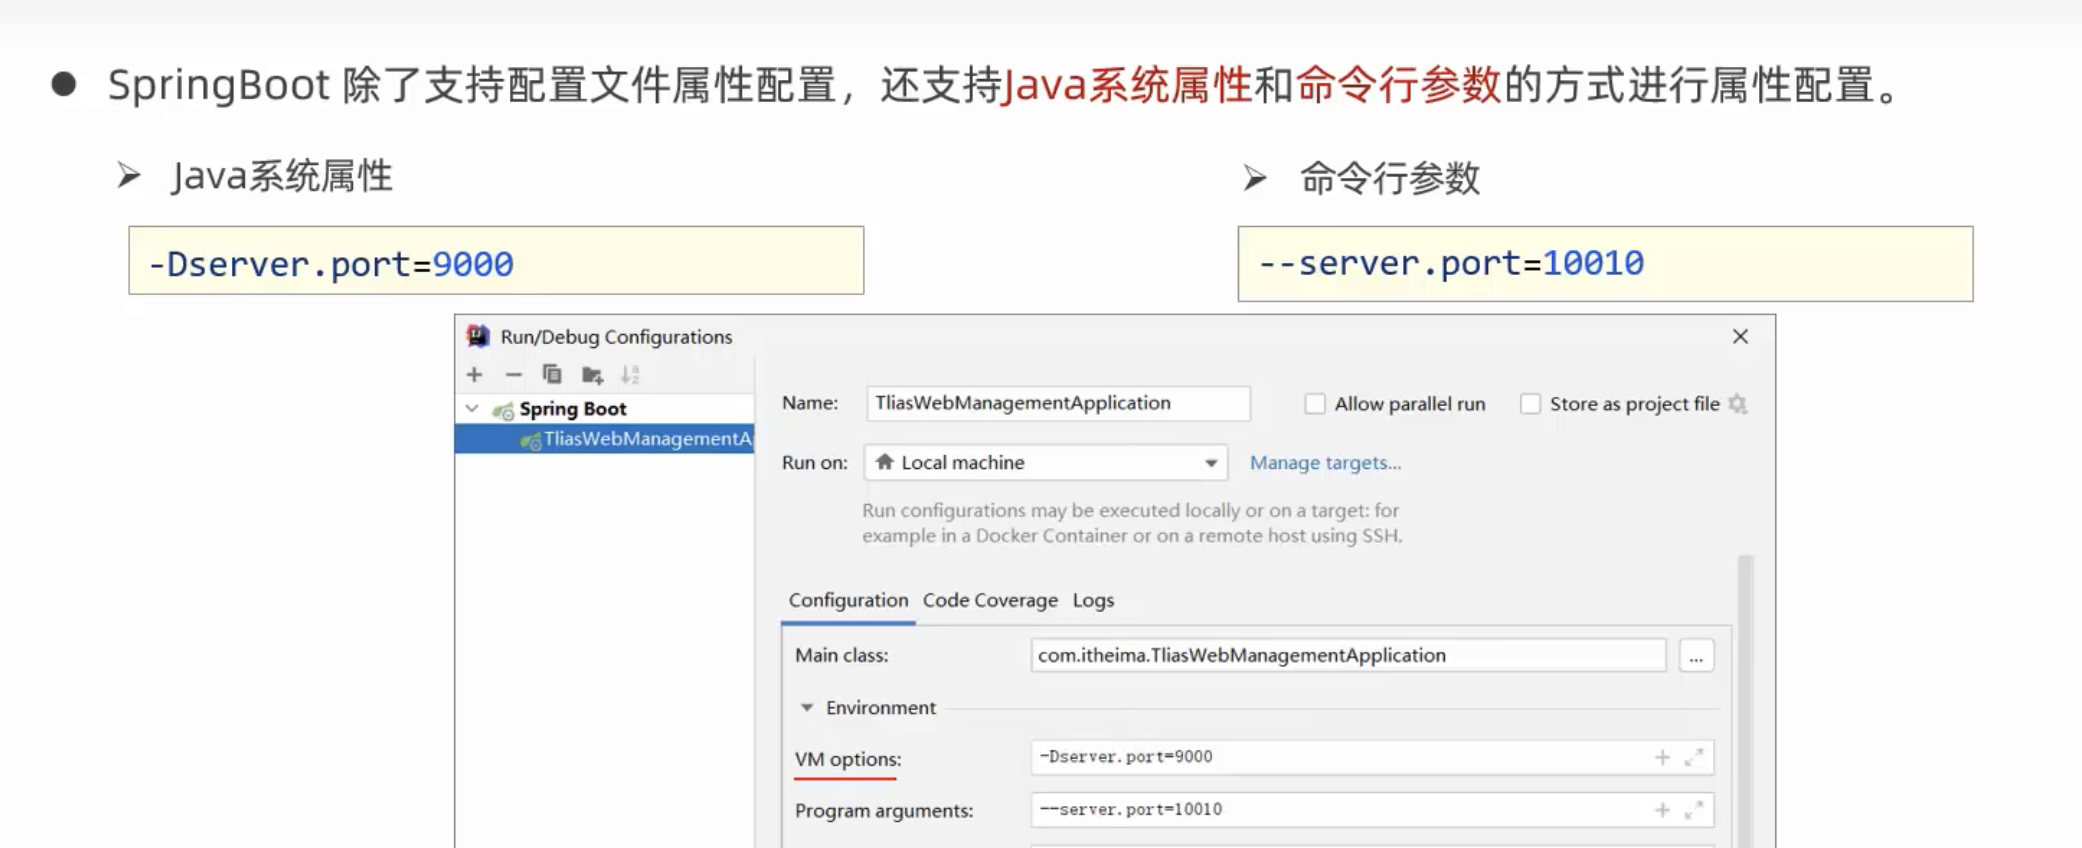 ● SpringBoot 除了支持配置文件属性配置，还支持Java系统属性和命令行参数的方式进行属性配置。
➢ Java系统属性
➢ 命令行参数
-Dserver.port=9000
--server.port=10010
Run/Debug Configurations
Spring Boot
TliasWebManagementA
Name: TliasWebManagementApplication
Allow parallel run
Store as project file
Run on: Local machine
Manage targets...
Run configurations may be executed locally or on a target: for
example in a Docker Container or on a remote host using SSH.
Configuration Code Coverage Logs
Main class: com.itheima.TliasWebManagementApplication ...
Environment
VM options: -Dserver.port=9000
Program arguments: --server.port=10010